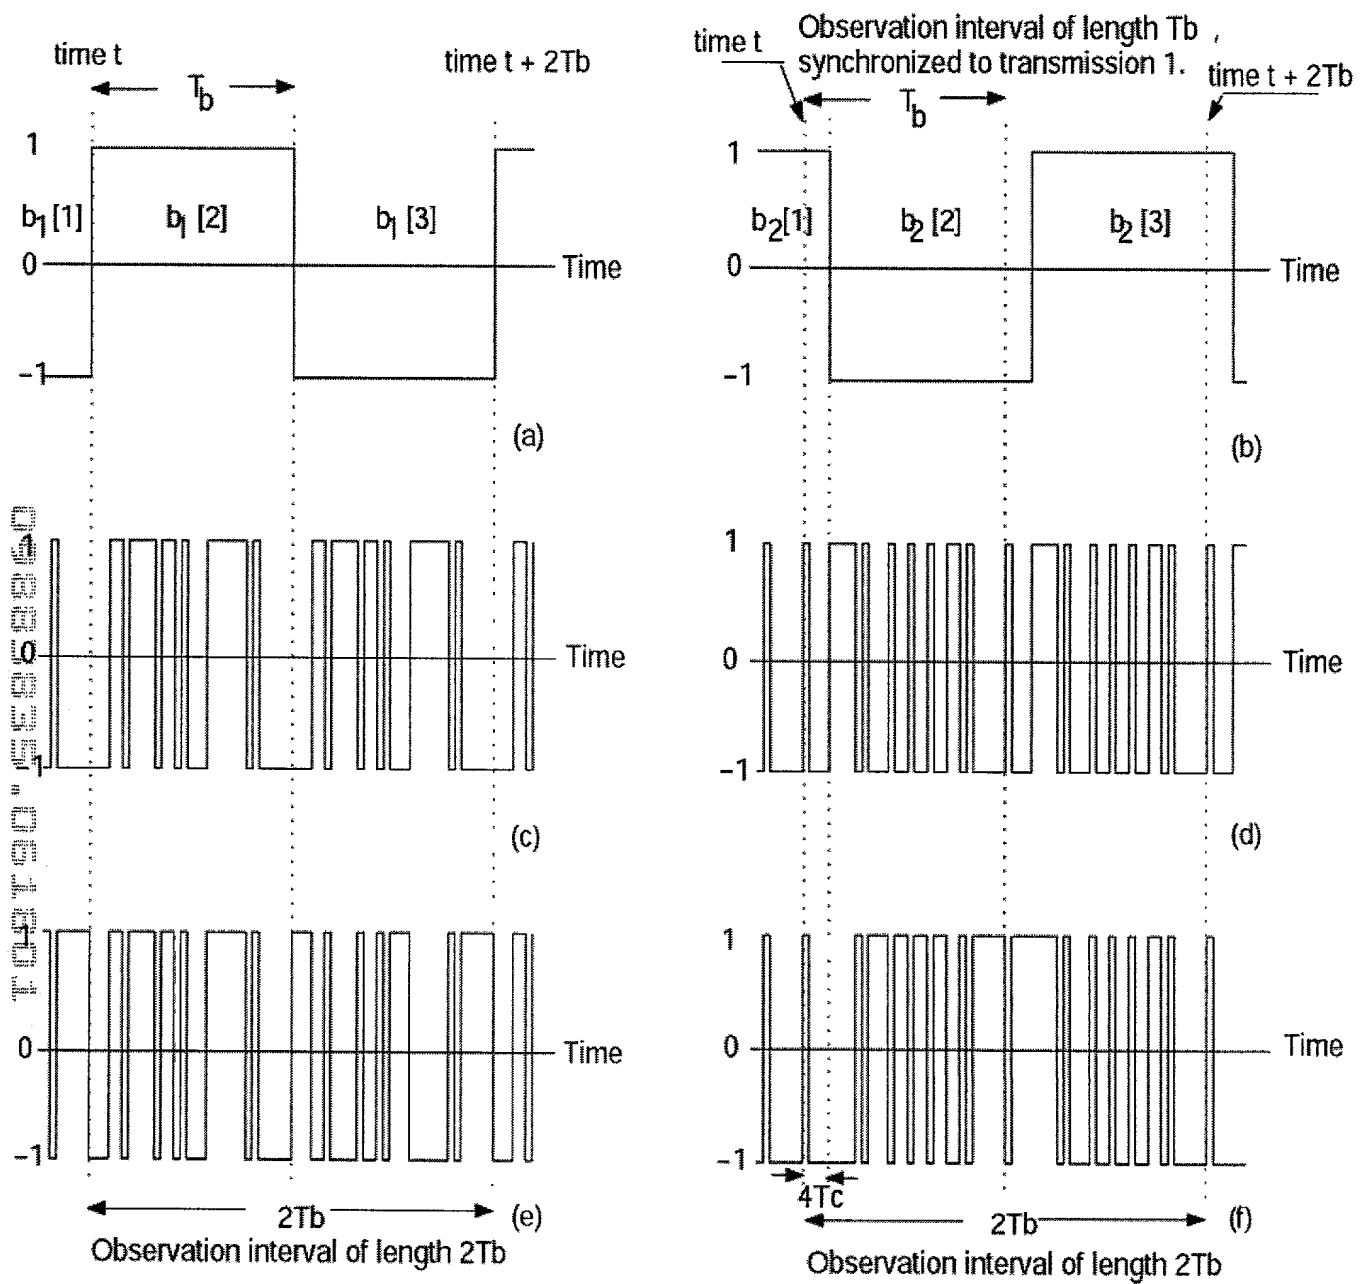 time t
time t + 2Tb
Tb
1
b1 [1]
b1 [2]
b1 [3]
0
Time
-1
(a)
time t
Observation interval of length Tb ,
synchronized to transmission 1.
time t + 2Tb
Tb
1
b2[1]
b2 [2]
b2 [3]
0
Time
-1
(b)
1
0
Time
-1
(c)
1
0
Time
-1
(d)
1
0
Time
-1
2Tb
(e)
Observation interval of length 2Tb
1
0
Time
-1
4Tc
2Tb
(f)
Observation interval of length 2Tb